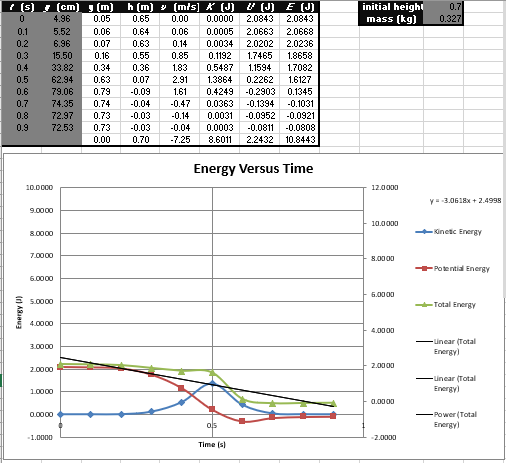 t (s) y (cm) y (m) h (m) v (m/s) K (J) U (J) E (J) initial height 0.7
0 4.96 0.05 0.65 0.00 0.0000 2.0843 2.0843 mass (kg) 0.327
0.1 5.52 0.06 0.64 0.06 0.0005 2.0663 2.0668
0.2 6.96 0.07 0.63 0.14 0.0034 2.0202 2.0236
0.3 15.50 0.16 0.55 0.85 0.1192 1.7465 1.8658
0.4 33.82 0.34 0.36 1.83 0.5487 1.1594 1.7082
0.5 62.94 0.63 0.07 2.91 1.3864 0.2262 1.6127
0.6 79.06 0.79 -0.09 1.61 0.4249 -0.2903 0.1345
0.7 74.35 0.74 -0.04 -0.47 0.0363 -0.1394 -0.1031
0.8 72.97 0.73 -0.03 -0.14 0.0031 -0.0952 -0.0921
0.9 72.53 0.73 -0.03 -0.04 0.0003 -0.0811 -0.0808
0.00 0.70 -7.25 8.6011 2.2432 10.8443
Energy Versus Time
10.0000
9.0000
8.0000
7.0000
6.0000
5.0000
4.0000
3.0000
2.0000
1.0000
0.0000
-1.0000
Energy (J)
0 0.5 1
Time (s)
12.0000
10.0000
8.0000
6.0000
4.0000
2.0000
0.0000
-2.0000
y = -3.0618x + 2.4998
Kinetic Energy
Potential Energy
Total Energy
Linear (Total
Energy)
Linear (Total
Energy)
Power (Total
Energy)